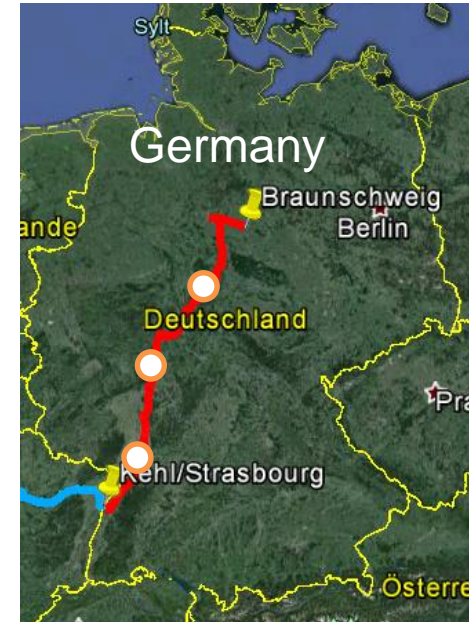 Sylt
Germany
Braunschweig
Berlin
ande
Deutschland
Pra
Kehl/Strasbourg
Österre